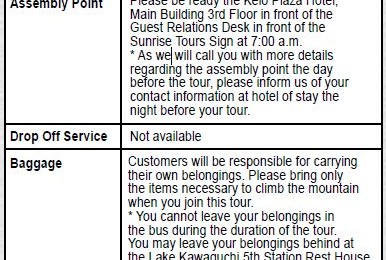 Assembly Point
Please be ready the Keio Plaza Hotel,
Main Building 3rd Floor in front of the
Guest Relations Desk in front of the
Sunrise Tours Sign at 7:00 a.m.
* As we will call you with more details
regarding the assembly point the day
before the tour, please inform us of your
contact information at hotel of stay the
night before your tour.
Drop Off Service
Not available
Baggage
Customers will be responsible for carrying
their own belongings. Please bring only
the items necessary to climb the mountain
when you join this tour.
* You cannot leave your belongings in
the bus during the duration of the tour.
You may leave your belongings behind at
the Lake Kawaguchi 5th Station Rest House